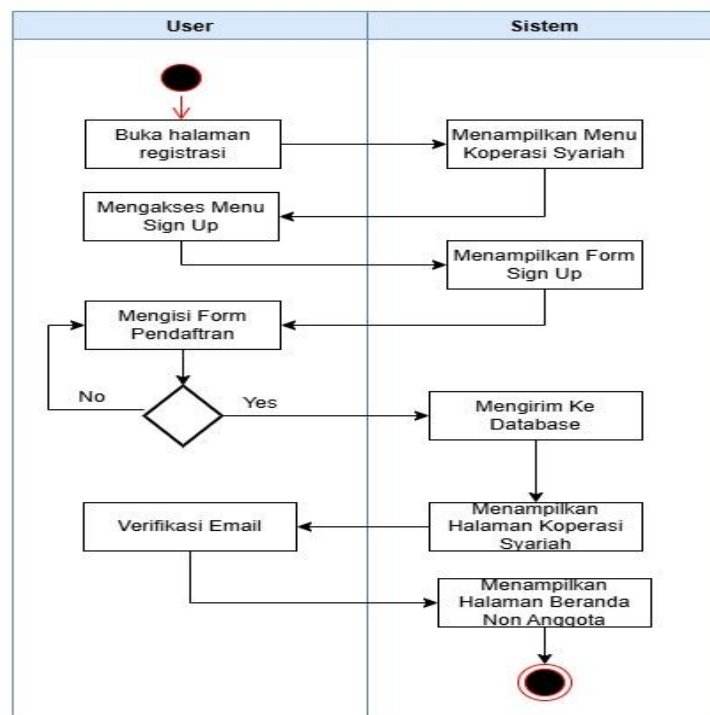 User
Sistem
Buka halaman
registrasi
Menampilkan Menu
Koperasi Syariah
Mengakses Menu
Sign Up
Menampilkan Form
Sign Up
Mengisi Form
Pendaftran
No
Yes
Mengirim Ke
Database
Menampilkan
Halaman Koperasi
Syariah
Verifikasi Email
Menampilkan
Halaman Beranda
Non Anggota